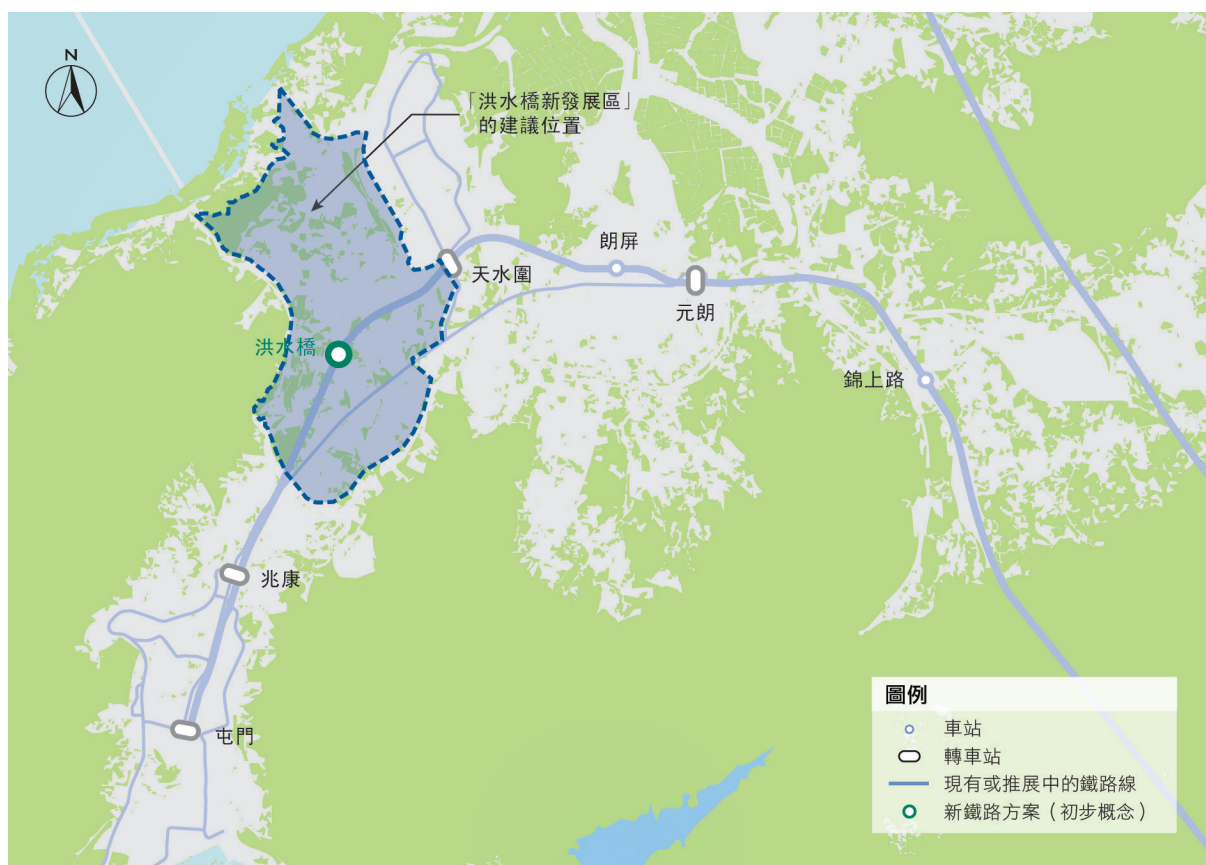 N
「洪水橋新發展區」
的建議位置
朗屏
天水圍
元朗
洪水橋
錦上路
兆康
屯門
圖例
車站
轉車站
現有或推展中的鐵路線
新鐵路方案（初步概念）